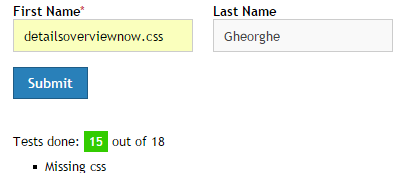 First Name* Last Name
detailsoverviewnow.css Gheorghe
Submit
Tests done: 15 out of 18
Missing css